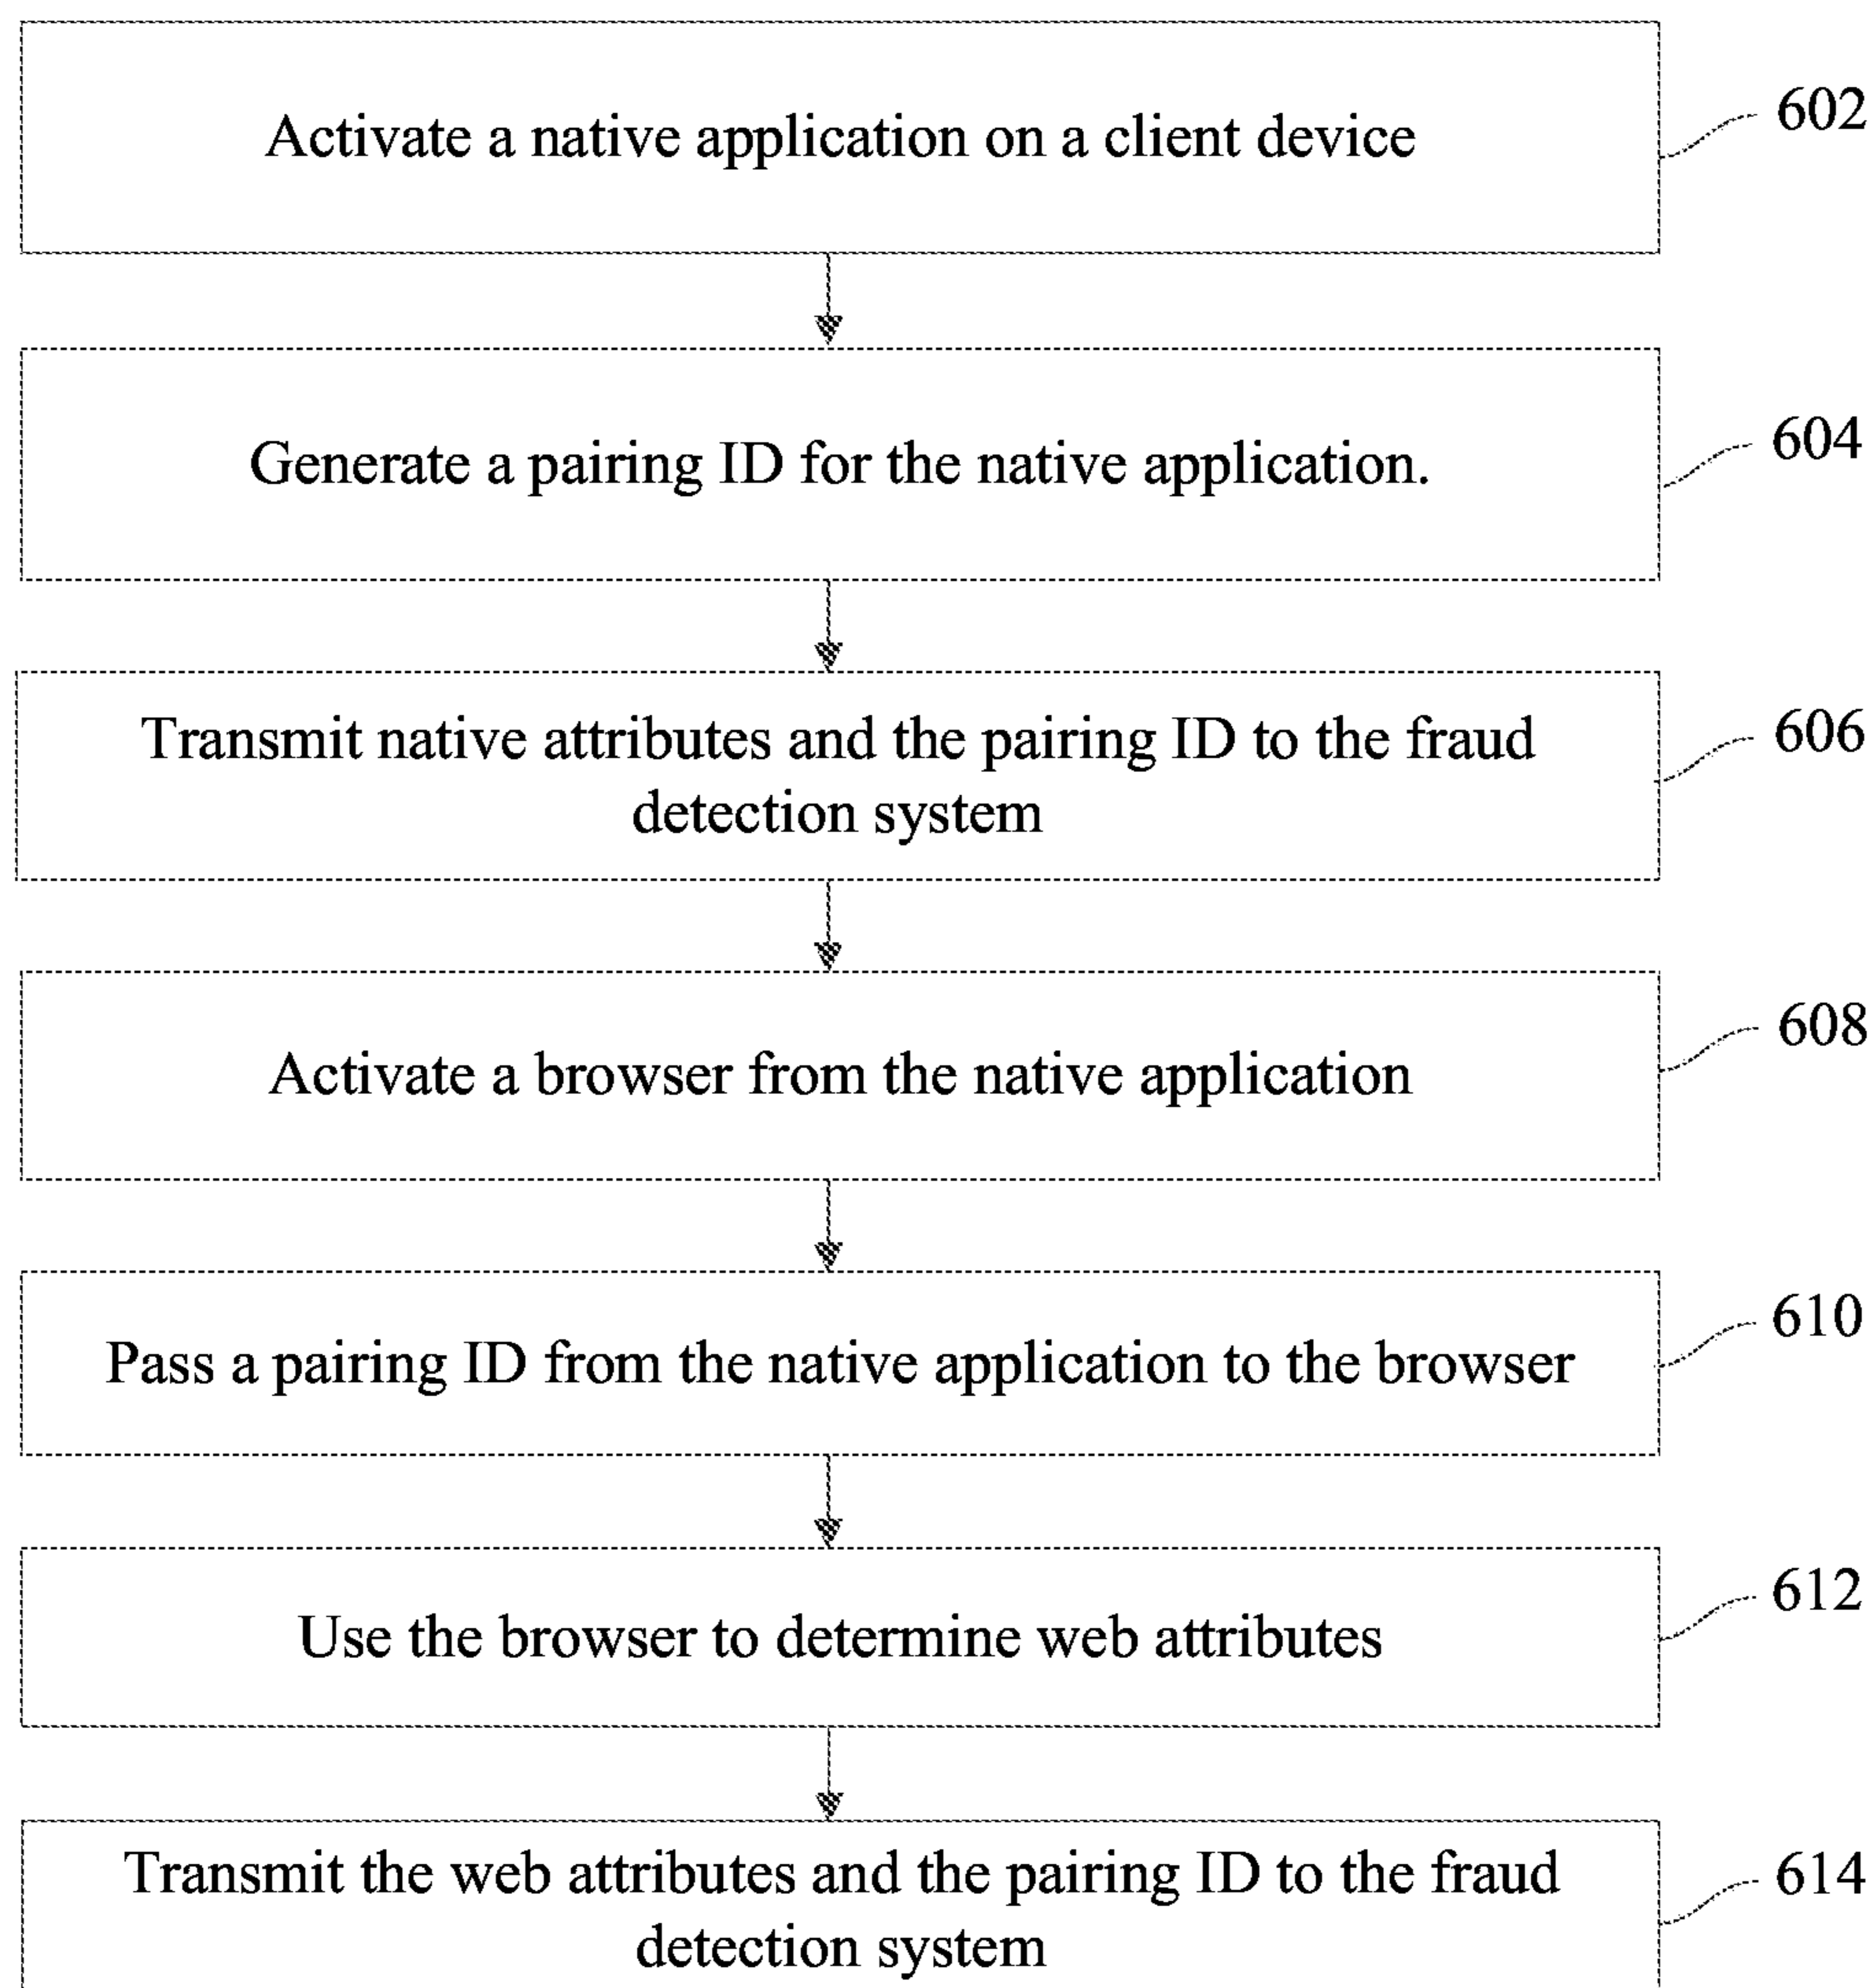 Activate a native application on a client device
602
Generate a pairing ID for the native application.
604
Transmit native attributes and the pairing ID to the fraud
detection system
606
Activate a browser from the native application
608
Pass a pairing ID from the native application to the browser
610
Use the browser to determine web attributes
612
Transmit the web attributes and the pairing ID to the fraud
detection system
614